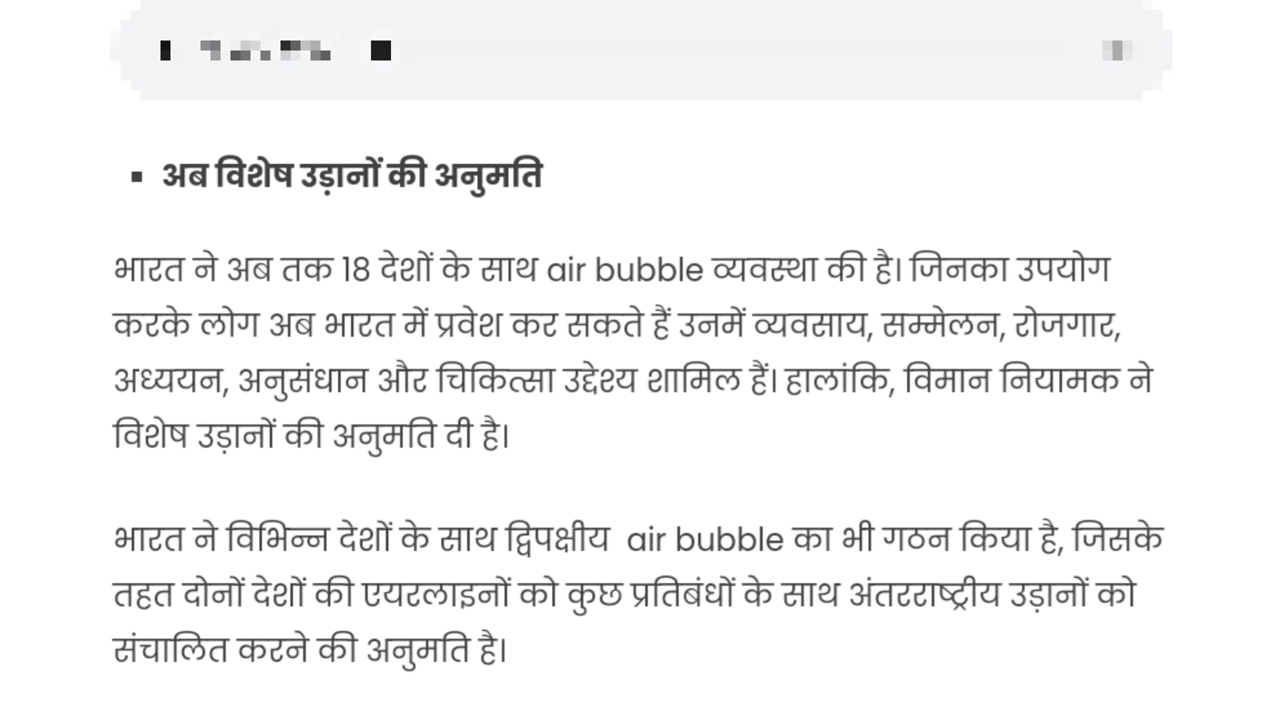 ▪ अब विशेष उड़ानों की अनुमति
भारत ने अब तक 18 देशों के साथ air bubble व्यवस्था की है। जिनका उपयोग
करके लोग अब भारत में प्रवेश कर सकते हैं उनमें व्यवसाय, सम्मेलन, रोजगार,
अध्ययन, अनुसंधान और चिकित्सा उद्देश्य शामिल हैं। हालांकि, विमान नियामक ने
विशेष उड़ानों की अनुमति दी है।
भारत ने विभिन्न देशों के साथ द्विपक्षीय air bubble का भी गठन किया है, जिसके
तहत दोनों देशों की एयरलाइनों को कुछ प्रतिबंधों के साथ अंतरराष्ट्रीय उड़ानों को
संचालित करने की अनुमति है।